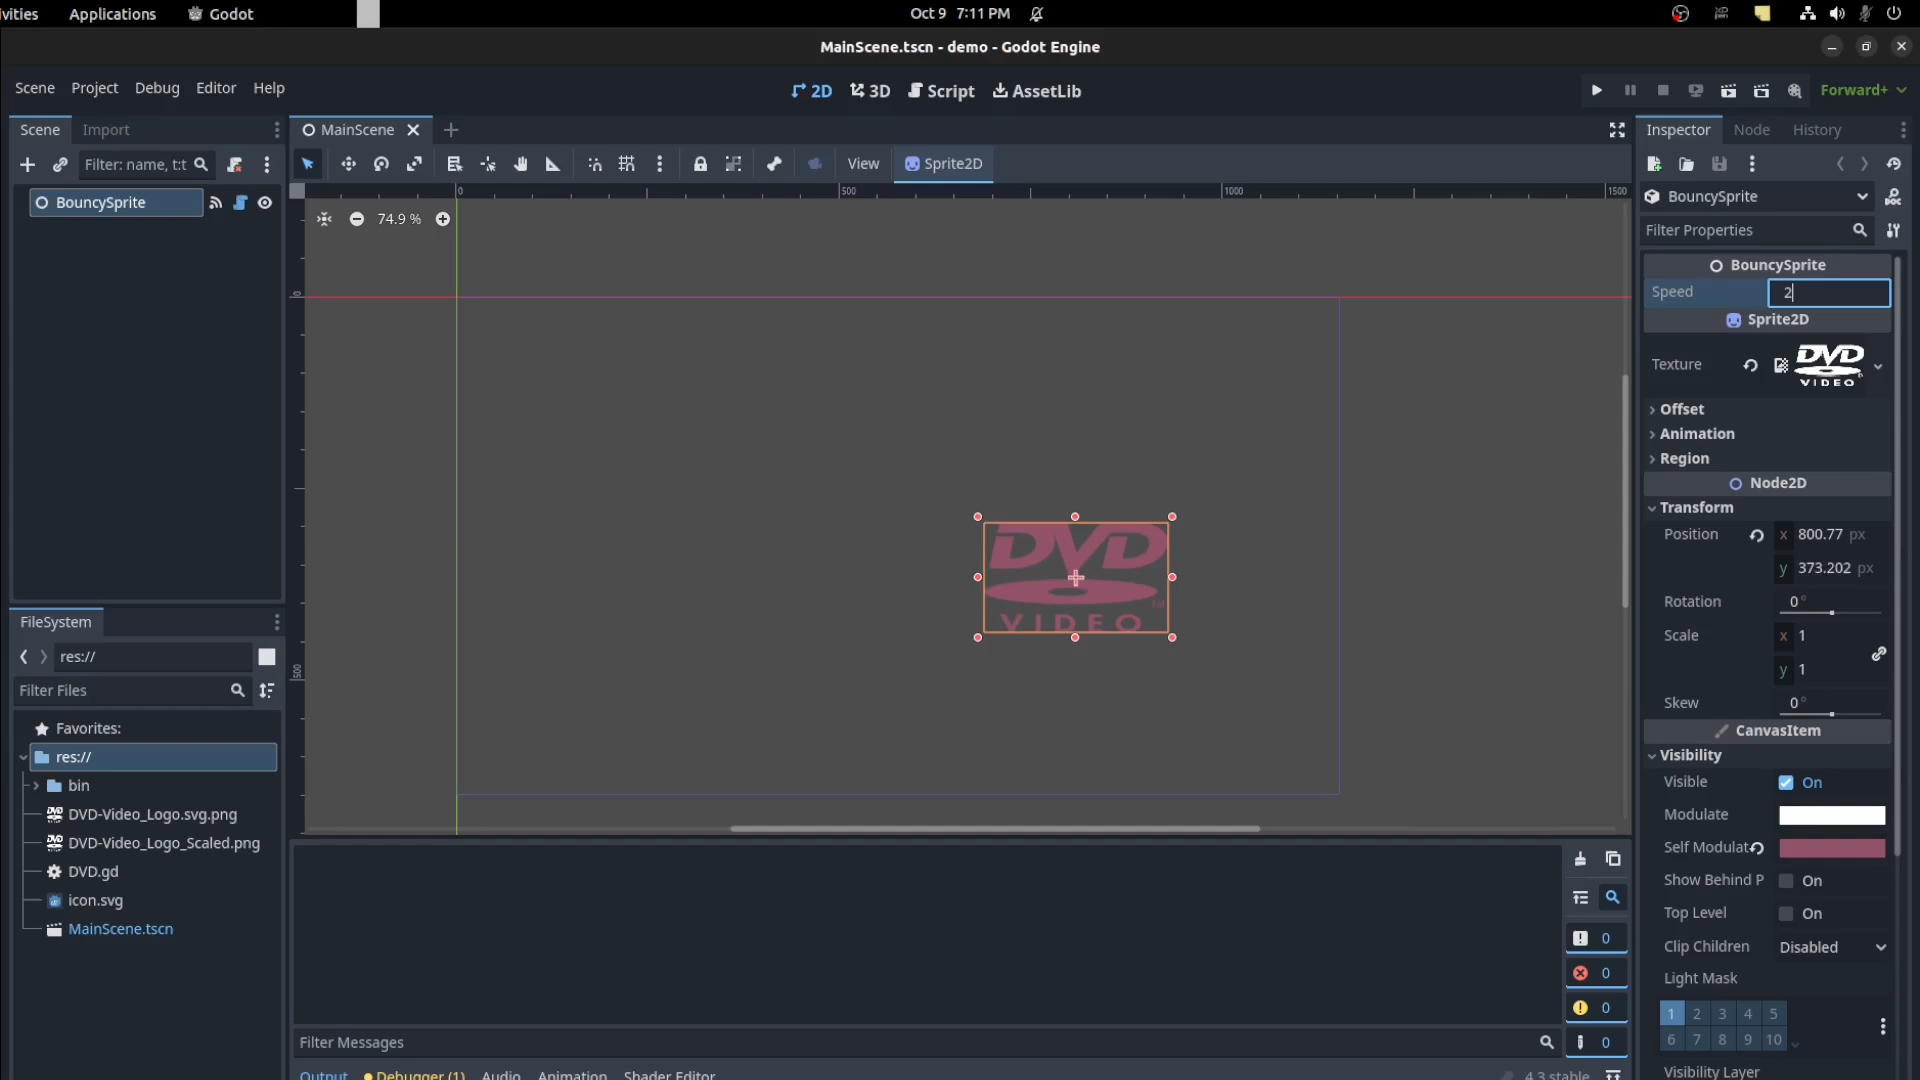 vities Applications Godot Oct 9 7:11 PM
MainScene.tscn - demo - Godot Engine
Scene Project Debug Editor Help 2D 3D Script AssetLib Forward+
Scene Import MainScene Inspector Node History
Filter: name, t:t View Sprite2D
BouncySprite BouncySprite
0 500 1000 1500
74.9 %
Filter Properties
BouncySprite
Speed 2
Sprite2D
Texture DVD VIDEO
Offset
Animation
Region
Node2D
Transform
Position x 800.77 px
y 373.202 px
Rotation 0°
Scale x 1
y 1
Skew 0°
CanvasItem
Visibility
Visible On
Modulate
Self Modulat
Show Behind P On
Top Level On
Clip Children Disabled
Light Mask
1 2 3 4 5
6 7 8 9 10
Visibility Layer
0
500
DVD
VIDEO
FileSystem
res://
Filter Files
Favorites:
res://
bin
DVD-Video_Logo.svg.png
DVD-Video_Logo_Scaled.png
DVD.gd
icon.svg
MainScene.tscn
0
0
0
0
Filter Messages
Output Debugger (1) Audio Animation Shader Editor 4.3.stable